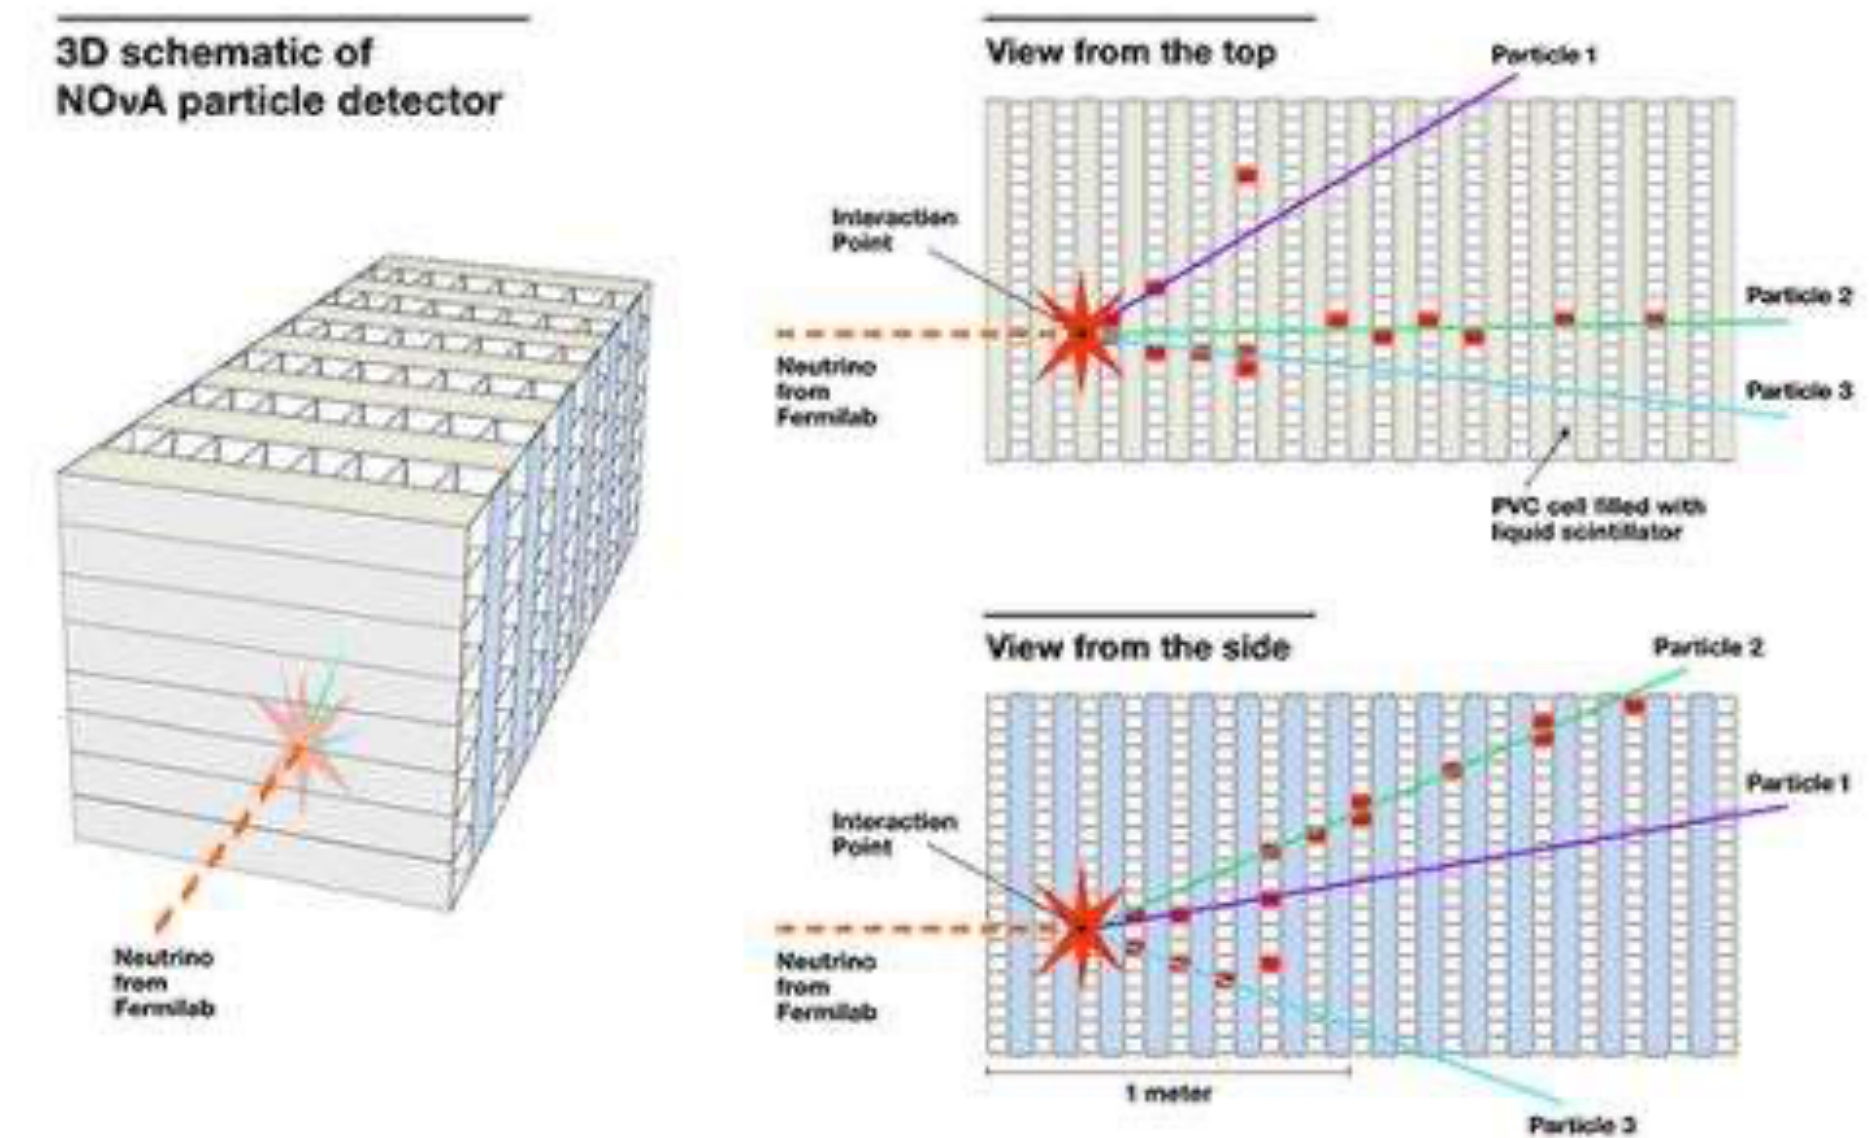 3D schematic of
NOvA particle detector
Neutrino
from
Fermilab
View from the top
Particle 1
Interaction
Point
Particle 2
Neutrino
from
Fermilab
Particle 3
PVC cell filled with
liquid scintillator
View from the side
Particle 2
Particle 1
Interaction
Point
Neutrino
from
Fermilab
1 meter
Particle 3